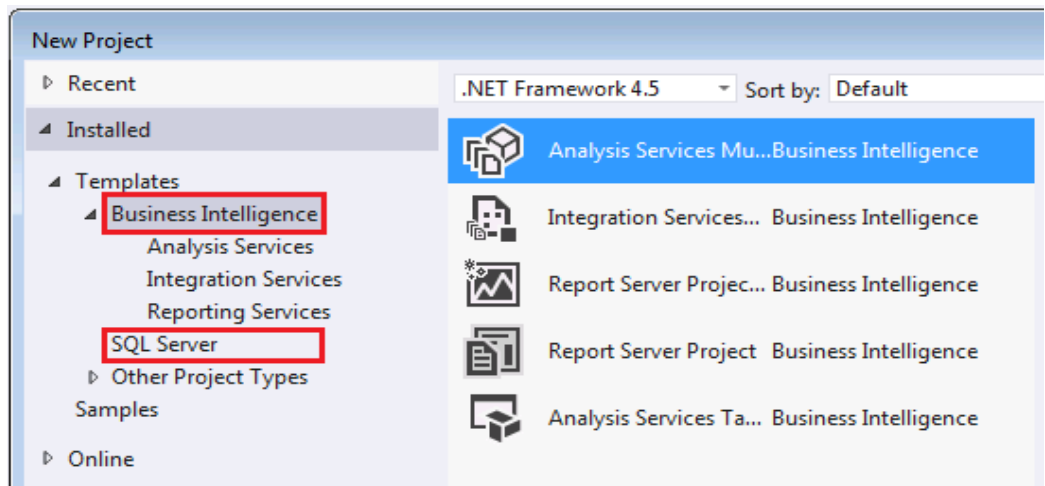 New Project
Recent
Installed
Templates
Business Intelligence
Analysis Services
Integration Services
Reporting Services
SQL Server
Other Project Types
Samples
Online
.NET Framework 4.5 Sort by: Default
Analysis Services Mu...Business Intelligence
Integration Services... Business Intelligence
Report Server Projec... Business Intelligence
Report Server Project Business Intelligence
Analysis Services Ta... Business Intelligence